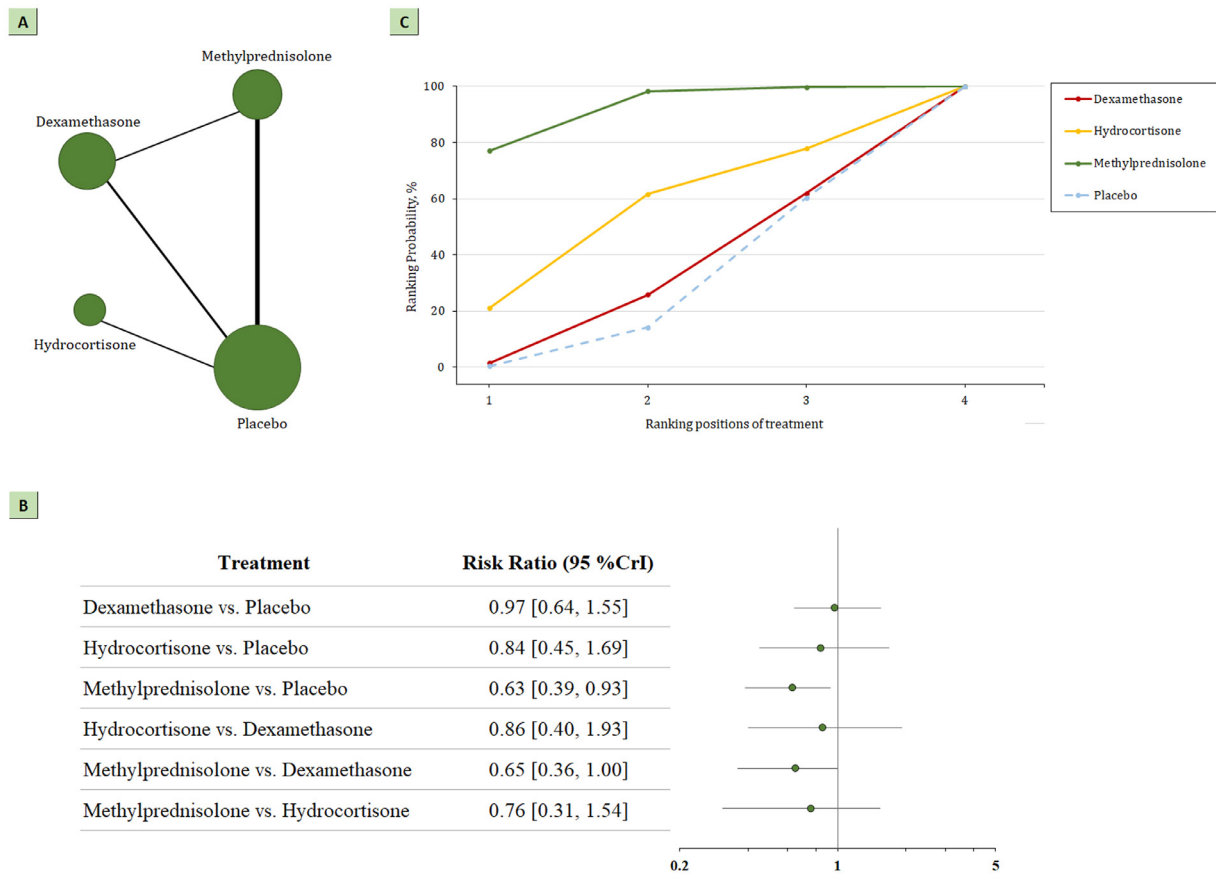 A
Methylprednisolone
Dexamethasone
Hydrocortisone
Placebo
C
Ranking Probability, %
100
80
60
40
20
0
1 2 3 4
Ranking positions of treatment
Dexamethasone
Hydrocortisone
Methylprednisolone
Placebo
B
Treatment Risk Ratio (95 %CrI)
Dexamethasone vs. Placebo 0.97 [0.64, 1.55]
Hydrocortisone vs. Placebo 0.84 [0.45, 1.69]
Methylprednisolone vs. Placebo 0.63 [0.39, 0.93]
Hydrocortisone vs. Dexamethasone 0.86 [0.40, 1.93]
Methylprednisolone vs. Dexamethasone 0.65 [0.36, 1.00]
Methylprednisolone vs. Hydrocortisone 0.76 [0.31, 1.54]
0.2 1 5